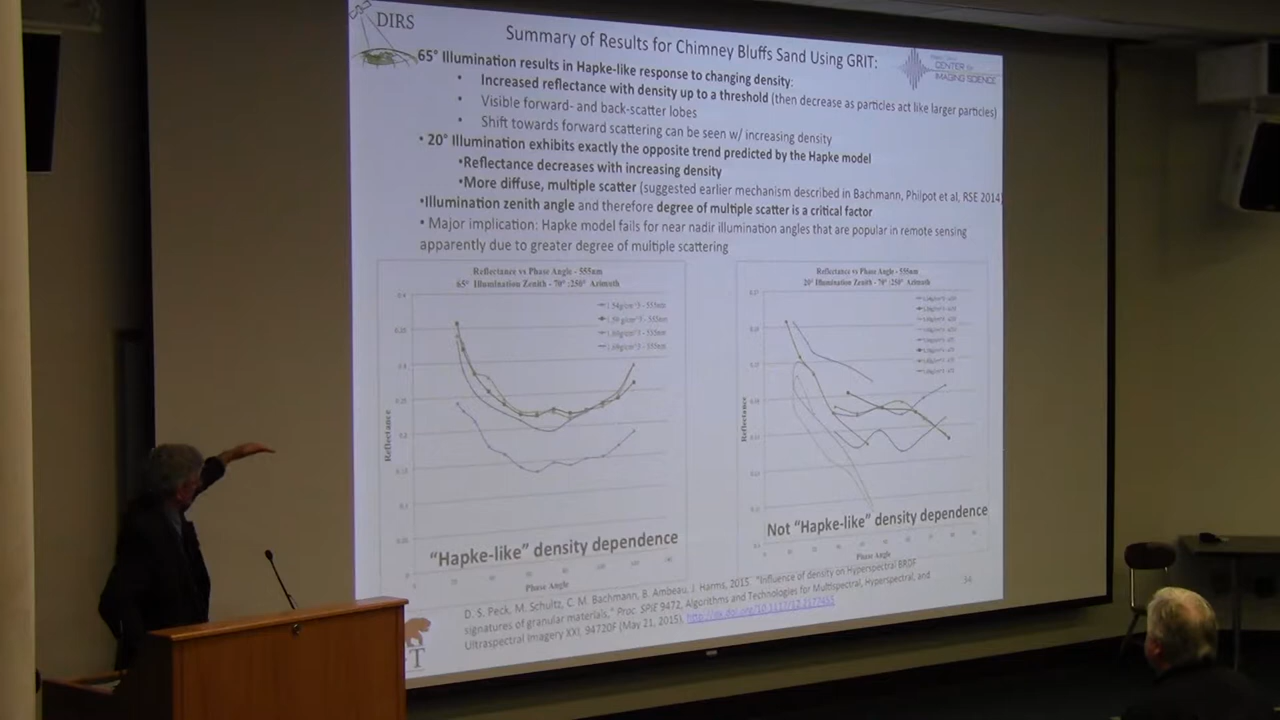 DIRS
Summary of Results for Chimney Bluffs Sand Using GRIT:
CENTER for
IMAGING SCIENCE
65° Illumination results in Hapke-like response to changing density:
• Increased reflectance with density up to a threshold (then decrease as particles act like larger particles)
• Visible forward- and back-scatter lobes
• Shift towards forward scattering can be seen w/ increasing density
• 20° Illumination exhibits exactly the opposite trend predicted by the Hapke model
•Reflectance decreases with increasing density
•More diffuse, multiple scatter (suggested earlier mechanism described in Bachmann, Philpot et al, RSE 2014)
•Illumination zenith angle and therefore degree of multiple scatter is a critical factor
• Major implication: Hapke model fails for near nadir illumination angles that are popular in remote sensing
apparently due to greater degree of multiple scattering
Reflectance vs Phase Angle - 555nm
65° Illumination Zenith - 70° :250° Azimuth
Reflectance
"Hapke-like" density dependence
Phase Angle
Reflectance vs Phase Angle - 555nm
20° Illumination Zenith - 70° :250° Azimuth
Reflectance
Not "Hapke-like" density dependence
Phase Angle
D. S. Peck, M. Schultz, C. M. Bachmann, B. Ambeau, J. Harms, 2015. "Influence of density on Hyperspectral BRDF
signatures of granular materials," Proc. SPIE 9472, Algorithms and Technologies for Multispectral, Hyperspectral, and
Ultraspectral Imagery XXI, 94720F (May 21, 2015),
54